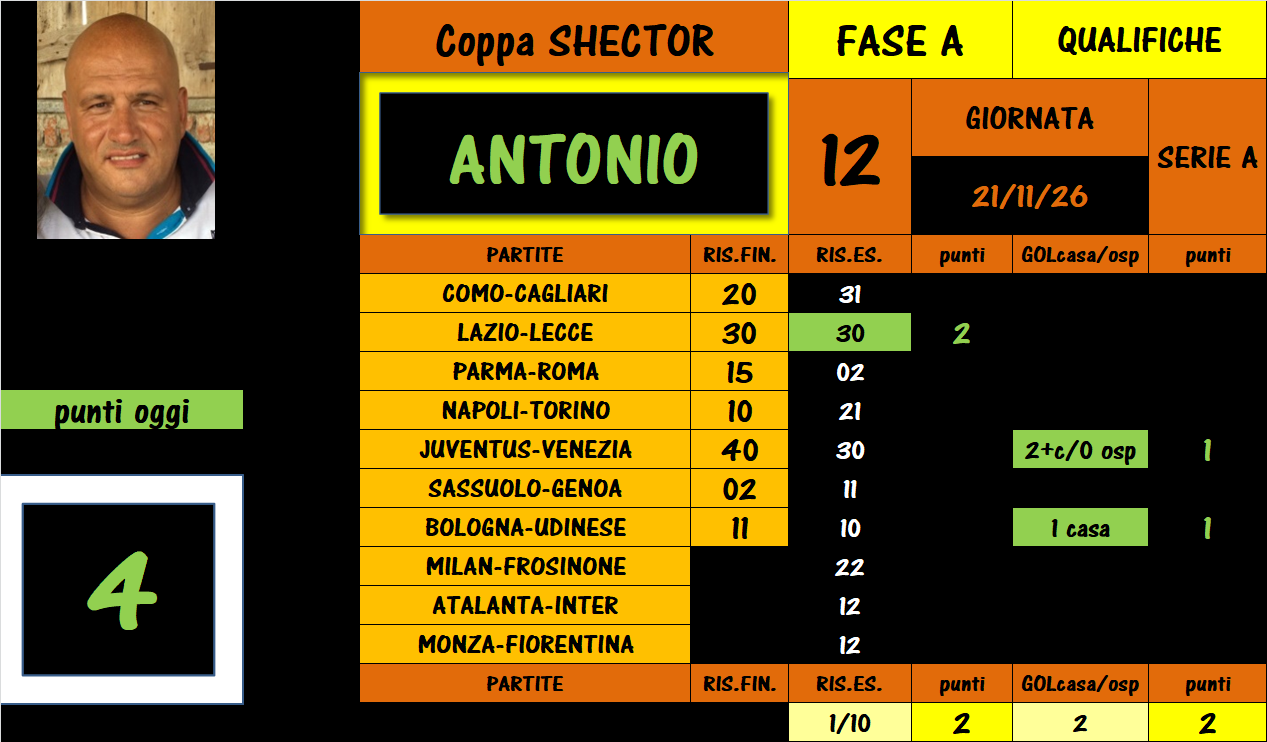 Coppa SHECTOR FASE A QUALIFICHE
ANTONIO 12 GIORNATA SERIE A
21/11/26
PARTITE RIS.FIN. RIS.ES. punti GOLcasa/osp punti
COMO-CAGLIARI 20 31
LAZIO-LECCE 30 30 2
PARMA-ROMA 15 02
NAPOLI-TORINO 10 21
punti oggi
JUVENTUS-VENEZIA 40 30 2+c/0 osp 1
SASSUOLO-GENOA 02 11
BOLOGNA-UDINESE 11 10 1 casa 1
MILAN-FROSINONE 22
4
ATALANTA-INTER 12
MONZA-FIORENTINA 12
PARTITE RIS.FIN. RIS.ES. punti GOLcasa/osp punti
1/10 2 2 2